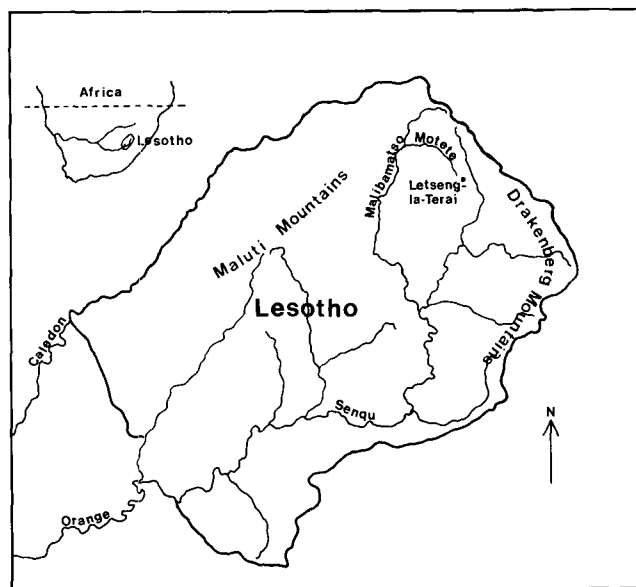 Africa
Lesotho
Malibamatso
Motete
Letseng-
la-Terai
Maluti Mountains
Drakenberg Mountains
Lesotho
Caledon
Senqu
N
Orange